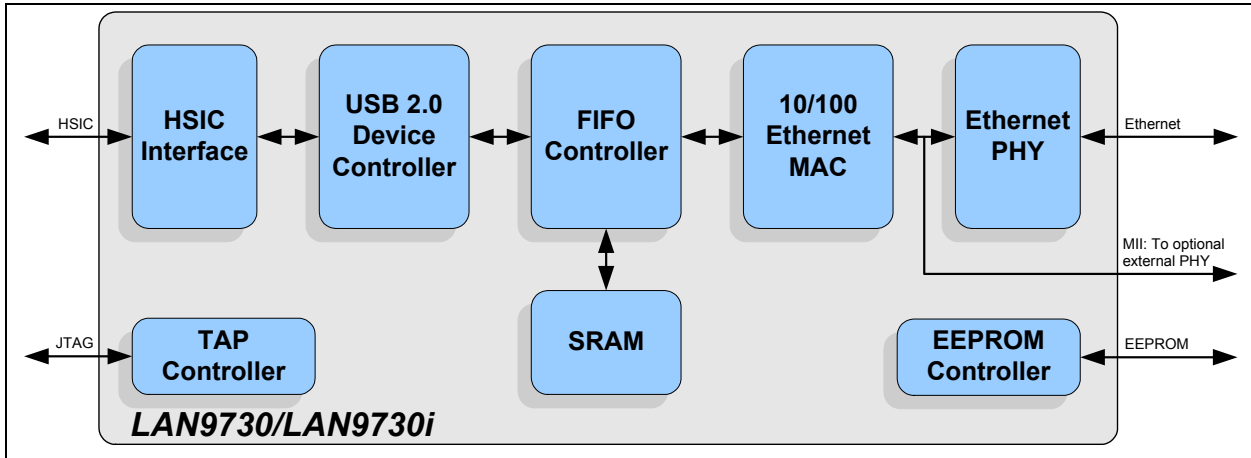 HSIC
HSIC
Interface
USB 2.0
Device
Controller
FIFO
Controller
10/100
Ethernet
MAC
Ethernet
PHY
Ethernet
MII: To optional
external PHY
SRAM
JTAG
TAP
Controller
EEPROM
Controller
EEPROM
LAN9730/LAN9730i